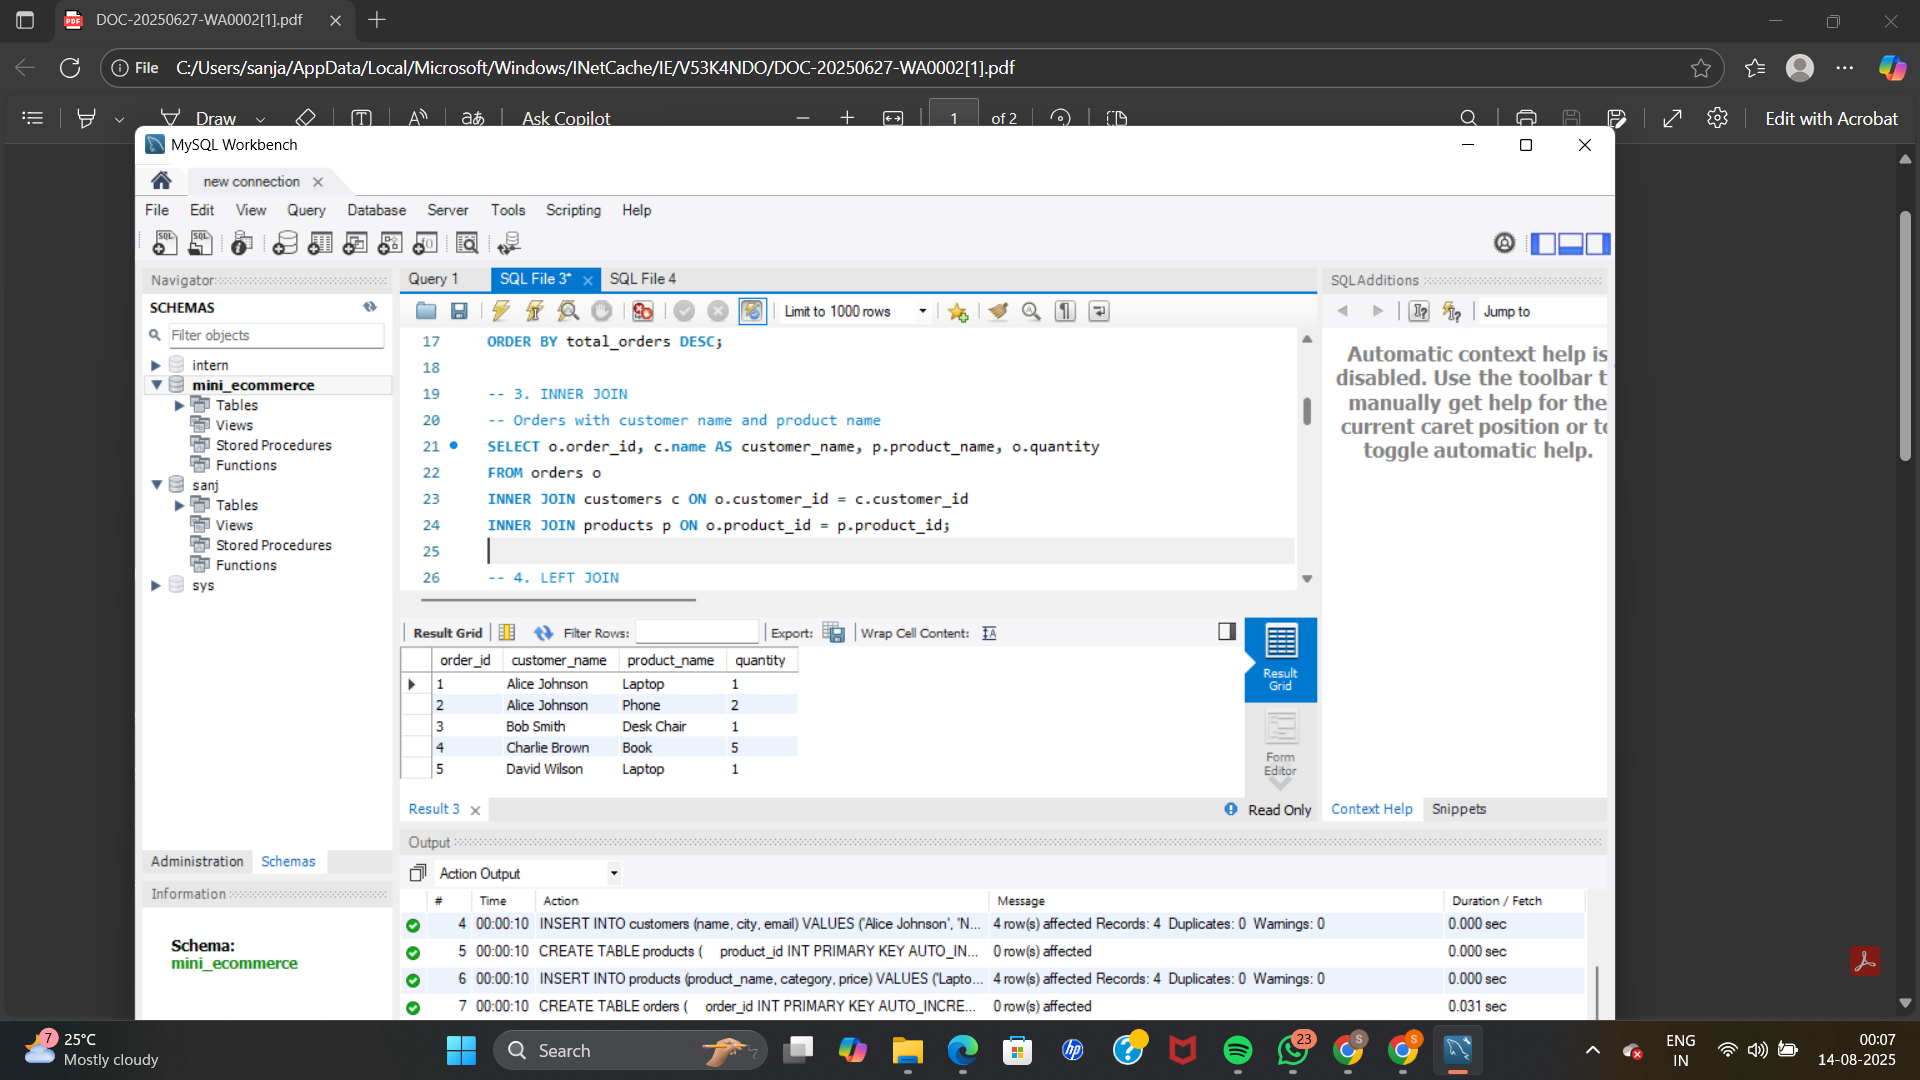 DOC-20250627-WA0002[1].pdf
File C:/Users/sanja/AppData/Local/Microsoft/Windows/INetCache/IE/V53K4NDO/DOC-20250627-WA0002[1].pdf
Draw Ask Copilot 1 of 2 Edit with Acrobat
MySQL Workbench
new connection
File Edit View Query Database Server Tools Scripting Help
Navigator
SCHEMAS
Filter objects
intern
mini_ecommerce
Tables
Views
Stored Procedures
Functions
sanj
Tables
Views
Stored Procedures
Functions
sys
Administration Schemas
Information
Schema:
mini_ecommerce
Query 1 SQL File 3* SQL File 4
Limit to 1000 rows
17 ORDER BY total_orders DESC;
18
19 -- 3. INNER JOIN
20 -- Orders with customer name and product name
21 SELECT o.order_id, c.name AS customer_name, p.product_name, o.quantity
22 FROM orders o
23 INNER JOIN customers c ON o.customer_id = c.customer_id
24 INNER JOIN products p ON o.product_id = p.product_id;
25
26 -- 4. LEFT JOIN
Result Grid Filter Rows: Export: Wrap Cell Content:
order_id customer_name product_name quantity
1 Alice Johnson Laptop 1
2 Alice Johnson Phone 2
3 Bob Smith Desk Chair 1
4 Charlie Brown Book 5
5 David Wilson Laptop 1
Result Grid
Form Editor
Result 3 Read Only
SQLAdditions
Jump to
Automatic context help is
disabled. Use the toolbar t
manually get help for the
current caret position or to
toggle automatic help.
Context Help Snippets
Output
Action Output
# Time Action Message Duration / Fetch
4 00:00:10 INSERT INTO customers (name, city, email) VALUES ('Alice Johnson', 'N... 4 row(s) affected Records: 4 Duplicates: 0 Warnings: 0 0.000 sec
5 00:00:10 CREATE TABLE products ( product_id INT PRIMARY KEY AUTO_IN... 0 row(s) affected 0.000 sec
6 00:00:10 INSERT INTO products (product_name, category, price) VALUES ('Lapto... 4 row(s) affected Records: 4 Duplicates: 0 Warnings: 0 0.000 sec
7 00:00:10 CREATE TABLE orders ( order_id INT PRIMARY KEY AUTO_INCRE... 0 row(s) affected 0.031 sec
7 25°C
Mostly cloudy
Search
23
ENG
IN
00:07
14-08-2025